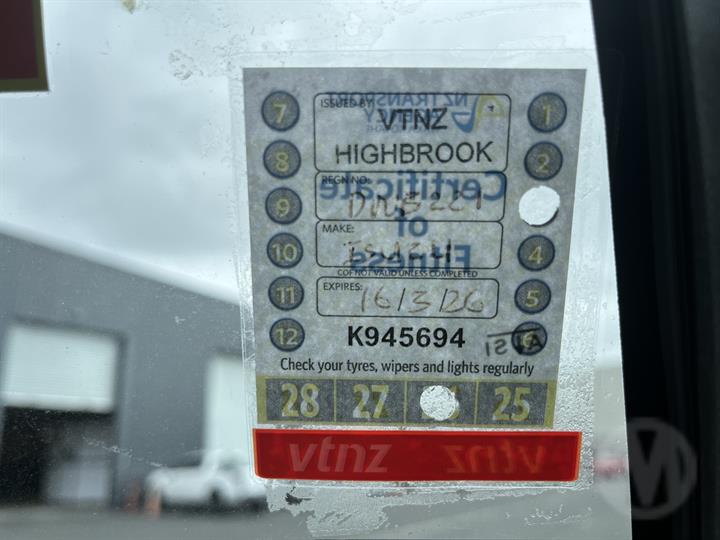 7
ISSUED BY:
VTNZ
HIGHBROOK
1
8
2
REGN NO:
9
MAKE:
ISUZU
10
4
COF NOT VALID UNLESS COMPLETED
11
EXPIRES:
16/3/26
5
12
K945694
6
Check your tyres, wipers and lights regularly
28
27
25
vtnz
vtnz
NZ TRANSPORT
AGENCY
Certificate
of
Fitness